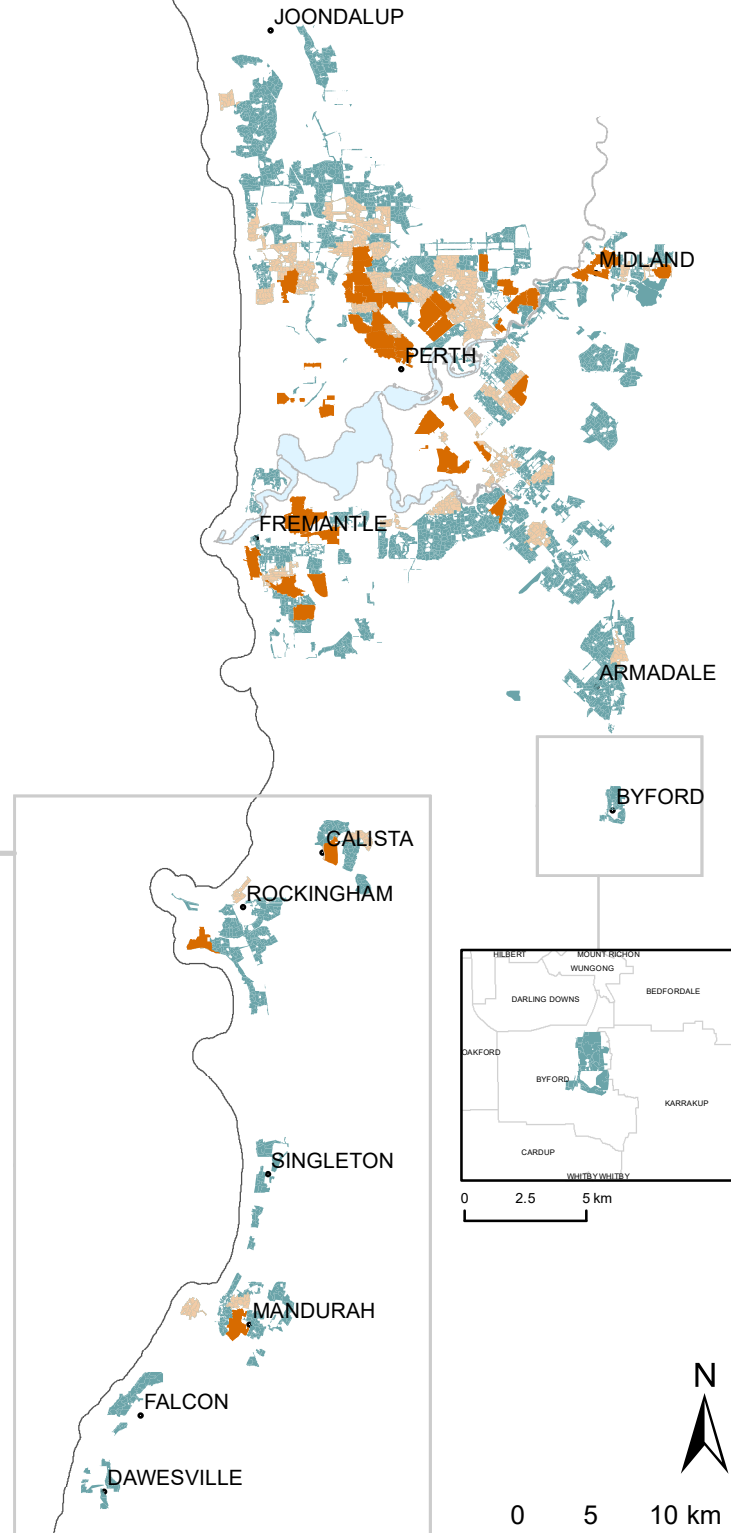 JOONDALUP
MIDLAND
PERTH
FREMANTLE
ARMADALE
BYFORD
CALISTA
ROCKINGHAM
HILBERT
MOUNT RICHON
WUNGONG
BEDFORDALE
DARLING DOWNS
OAKFORD
BYFORD
KARRAKUP
CARDUP
WHITBY WHITBY
0 2.5 5 km
SINGLETON
MANDURAH
FALCON
DAWESVILLE
N
0 5 10 km